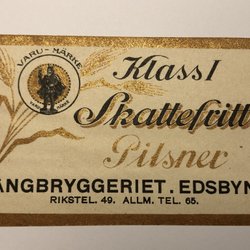 VARU-MÄRKE
Klass I
Skattefritt
Pilsner
ÅNGBRYGGERIET. EDSBYN
RIKSTEL. 49. ALLM. TEL. 65.